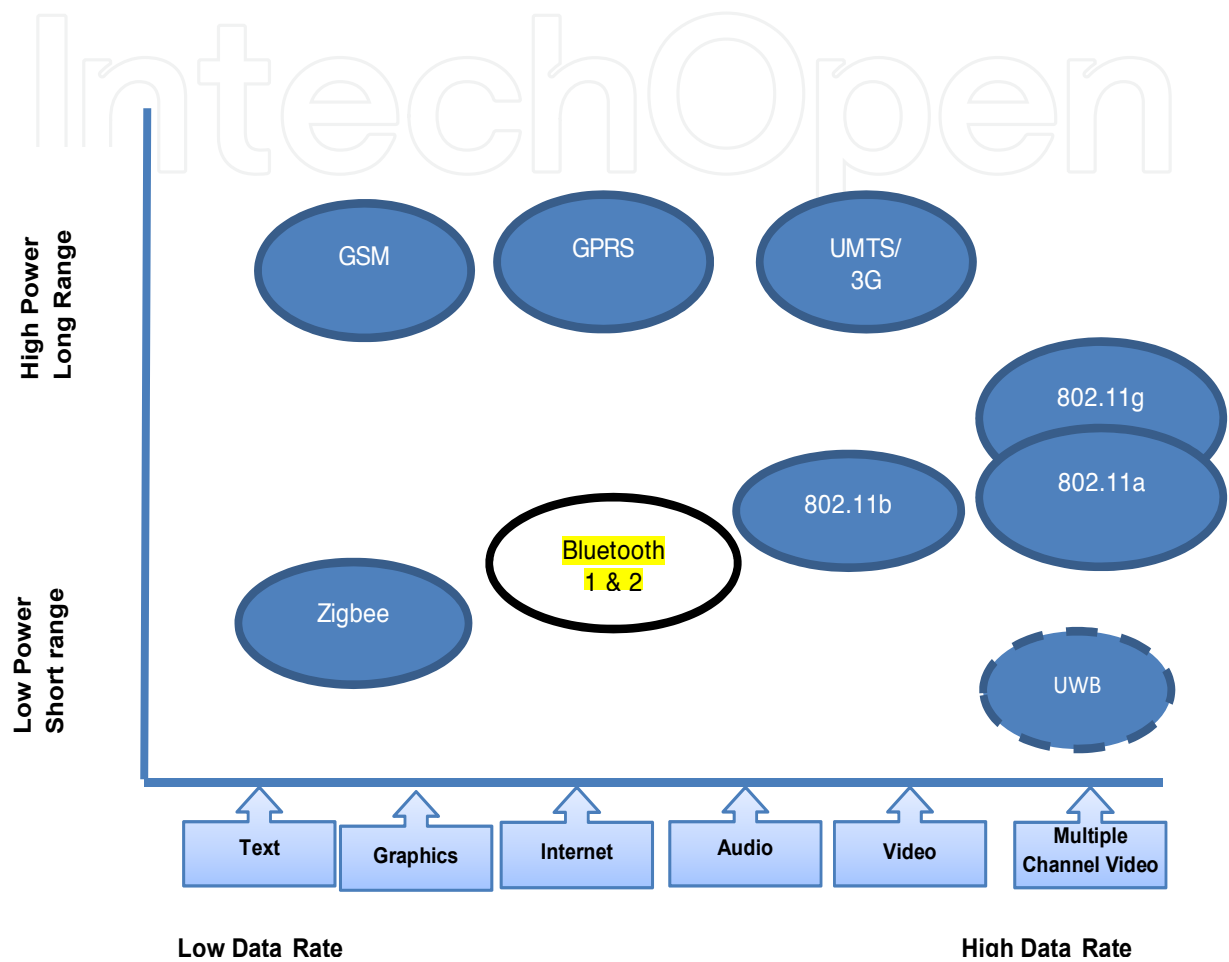 IntechOpen
High Power
Long Range
GSM
GPRS
UMTS/
3G
802.11g
802.11a
802.11b
Bluetooth
1 & 2
Zigbee
UWB
Low Power
Short range
Text
Graphics
Internet
Audio
Video
Multiple
Channel Video
Low Data Rate
High Data Rate